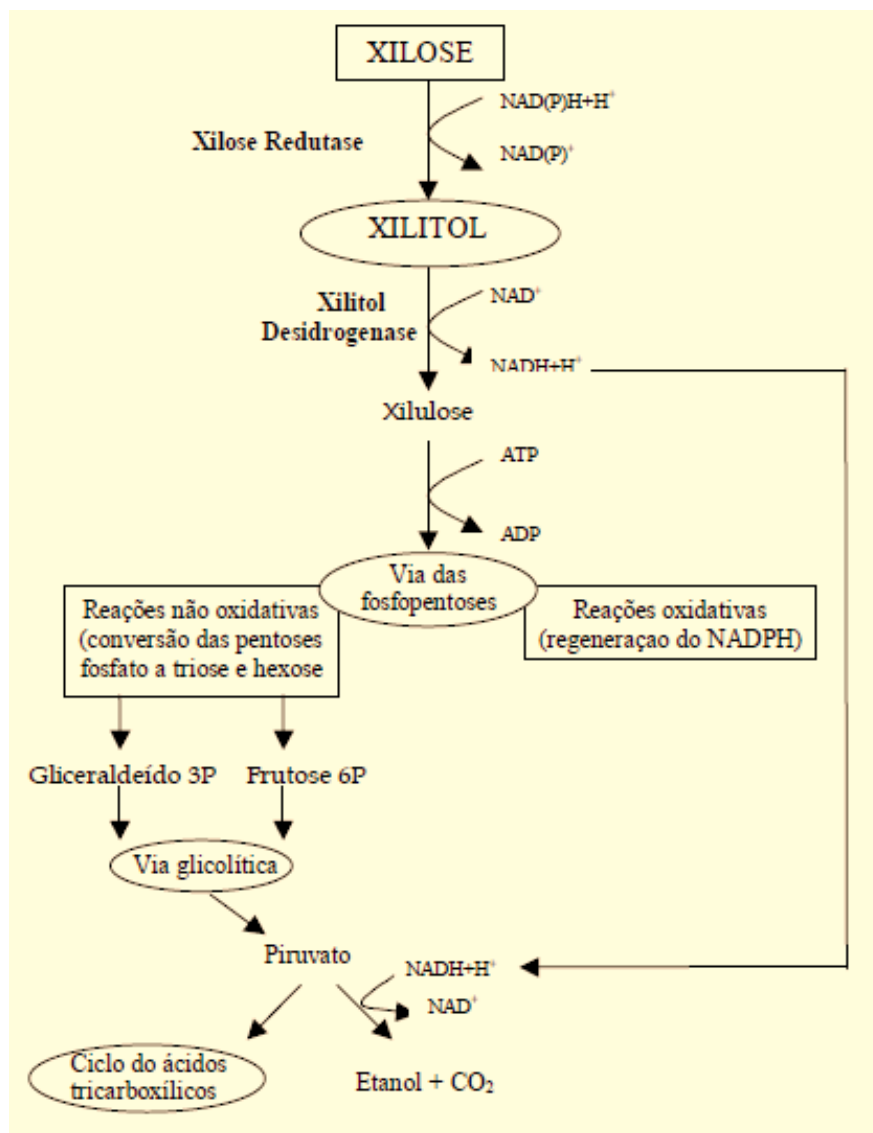 XILOSE
NAD(P)H+H⁺
Xilose Redutase
NAD(P)⁺
XILITOL
Xilitol
Desidrogenase
NAD⁺
NADH+H⁺
Xilulose
ATP
ADP
Via das
fosfopentoses
Reações não oxidativas
(conversão das pentoses
fosfato a triose e hexose
Reações oxidativas
(regeneraçao do NADPH)
Gliceraldeído 3P
Frutose 6P
Via glicolítica
Piruvato
NADH+H⁺
NAD⁺
Ciclo do ácidos
tricarboxílicos
Etanol + CO₂